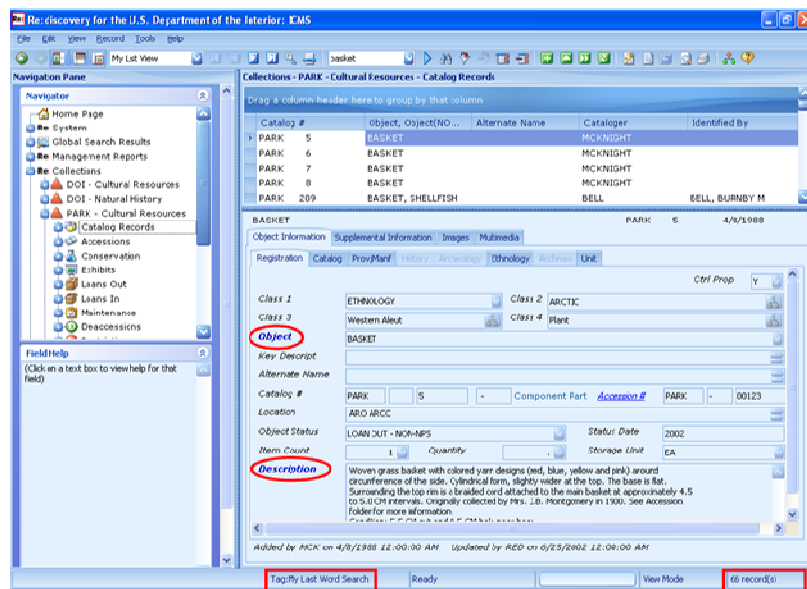 Re:discovery for the U.S. Department of the Interior: ICMS
File Edit View Record Tools Help
My Lst View basket
Navigation Pane
Collections - PARK - Cultural Resources - Catalog Records
Navigator
Home Page
Re System
Global Search Results
Re Management Reports
Re Collections
DOI - Cultural Resources
DOI - Natural History
PARK - Cultural Resources
Catalog Records
Accessions
Conservation
Exhibits
Loans Out
Loans In
Maintenance
Deaccessions
FieldHelp
(Click on a text box to view help for that
field)
Drag a column header here to group by that column
Catalog # Object, Object(NO ... Alternate Name Cataloger Identified By
PARK 5 BASKET MCKNIGHT
PARK 6 BASKET MCKNIGHT
PARK 7 BASKET MCKNIGHT
PARK 8 BASKET MCKNIGHT
PARK 209 BASKET, SHELLFISH BELL BELL, BURNBY M
BASKET PARK 5 4/8/1988
Object Information Supplemental Information Images Multimedia
Registration Catalog Prov/Manf History Archeology Ethnology Archives Unit
Ctrl Prop Y
Class 1 ETHNOLOGY Class 2 ARCTIC
Class 3 Western Aleut Class 4 Plant
Object BASKET
Key Descript
Alternate Name
Catalog # PARK 5 - Component Part Accession # PARK - 00123
Location ARO ARCC
Object Status LOAN OUT - NON-NPS Status Date 2002
Item Count 1 Quantity . Storage Unit EA
Description Woven grass basket with colored yarr designs (red, blue, yellow and pink) around
circumference of the side. Cylindrical form, slightly wider at the top. The base is flat.
Surrounding the top rim is a braided cord attached to the main basket at approximately 4.5
to 5.0 CM intervals. Originally collected by Mrs. J.B. Montgomery in 1900. See Accession
folder for more information.
Added by MCK on 4/8/1988 12:00:00 AM Updated by RED on 6/25/2002 12:00:00 AM
Tag:My Last Word Search Ready View Mode 66 record(s)